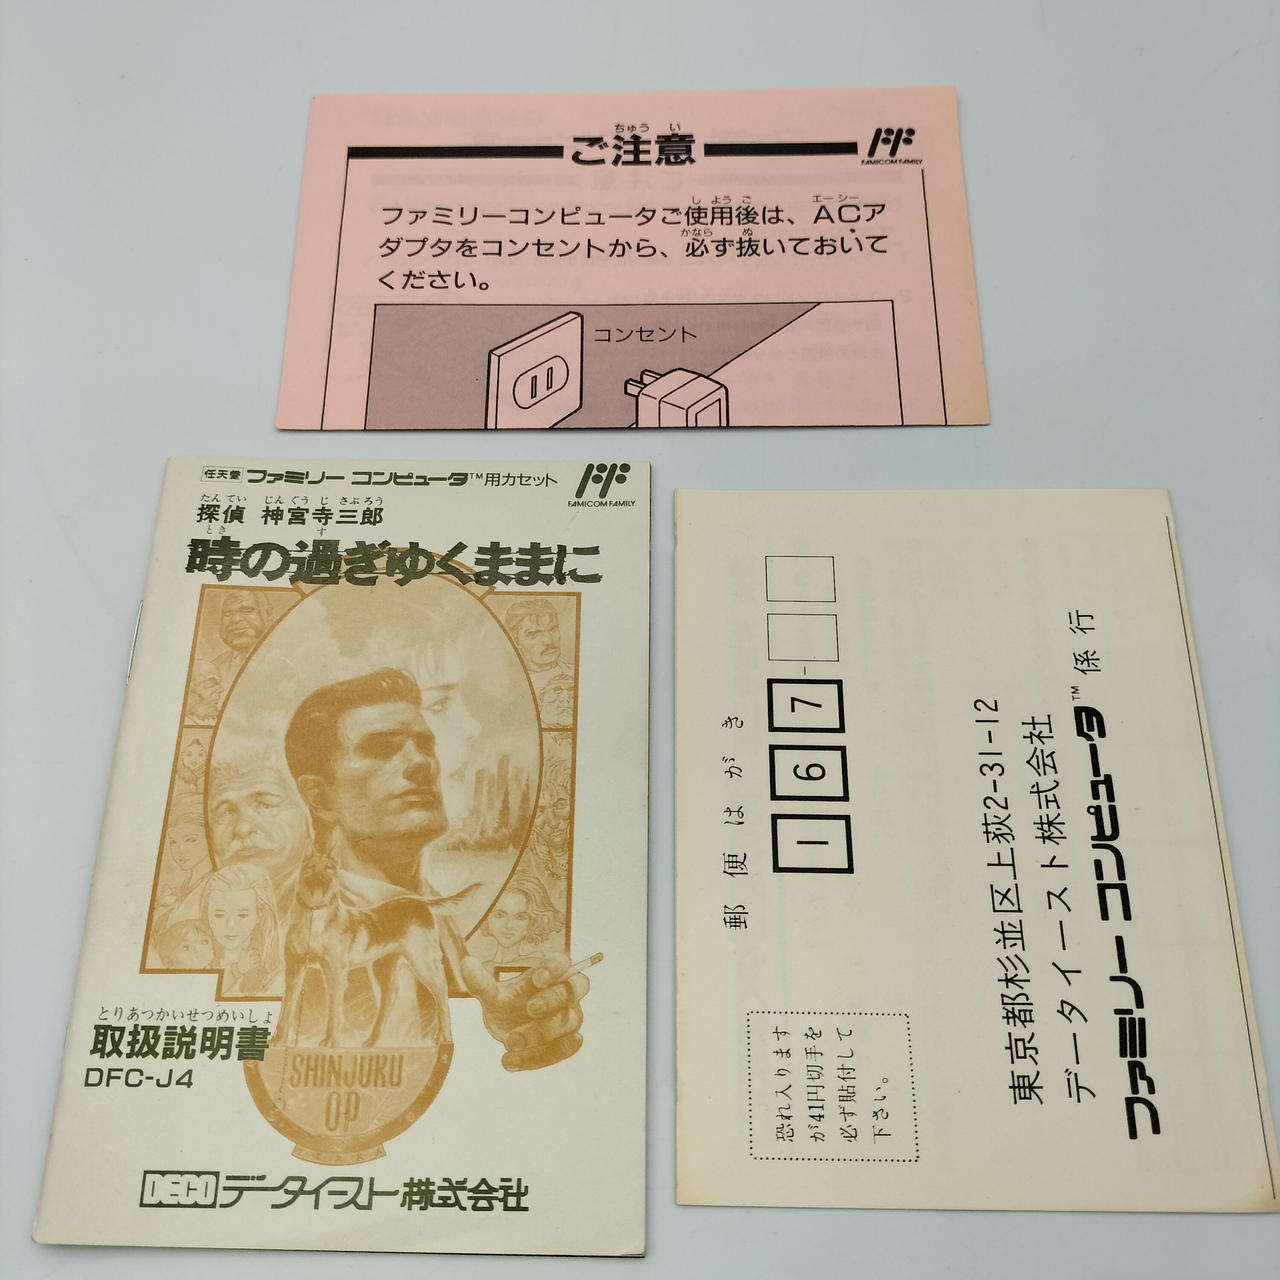 ちゅう い
ご注意
FAMICOM FAMILY
し よう ご エーシー
ファミリーコンピュータご使用後は、ACア
かなら ぬ
ダプタをコンセントから、必ず抜いておいて
ください。
コンセント
任天堂 ファミリー コンピュータ™用カセット
FAMICOM FAMILY
たん てい じん ぐう じ さぶ ろう
探偵 神宮寺三郎
とき す
時の過ぎゆくままに
とりあつかいせつめいしょ
取扱説明書
DFC-J4
SHINJUKU
OP
DECO データイースト株式会社
郵便はがき
167-
東京都杉並区上荻2-31-12
データイースト株式会社
ファミリー コンピュータ™係 行
恐れ入ります
が41円切手を
必ず貼付して
下さい。